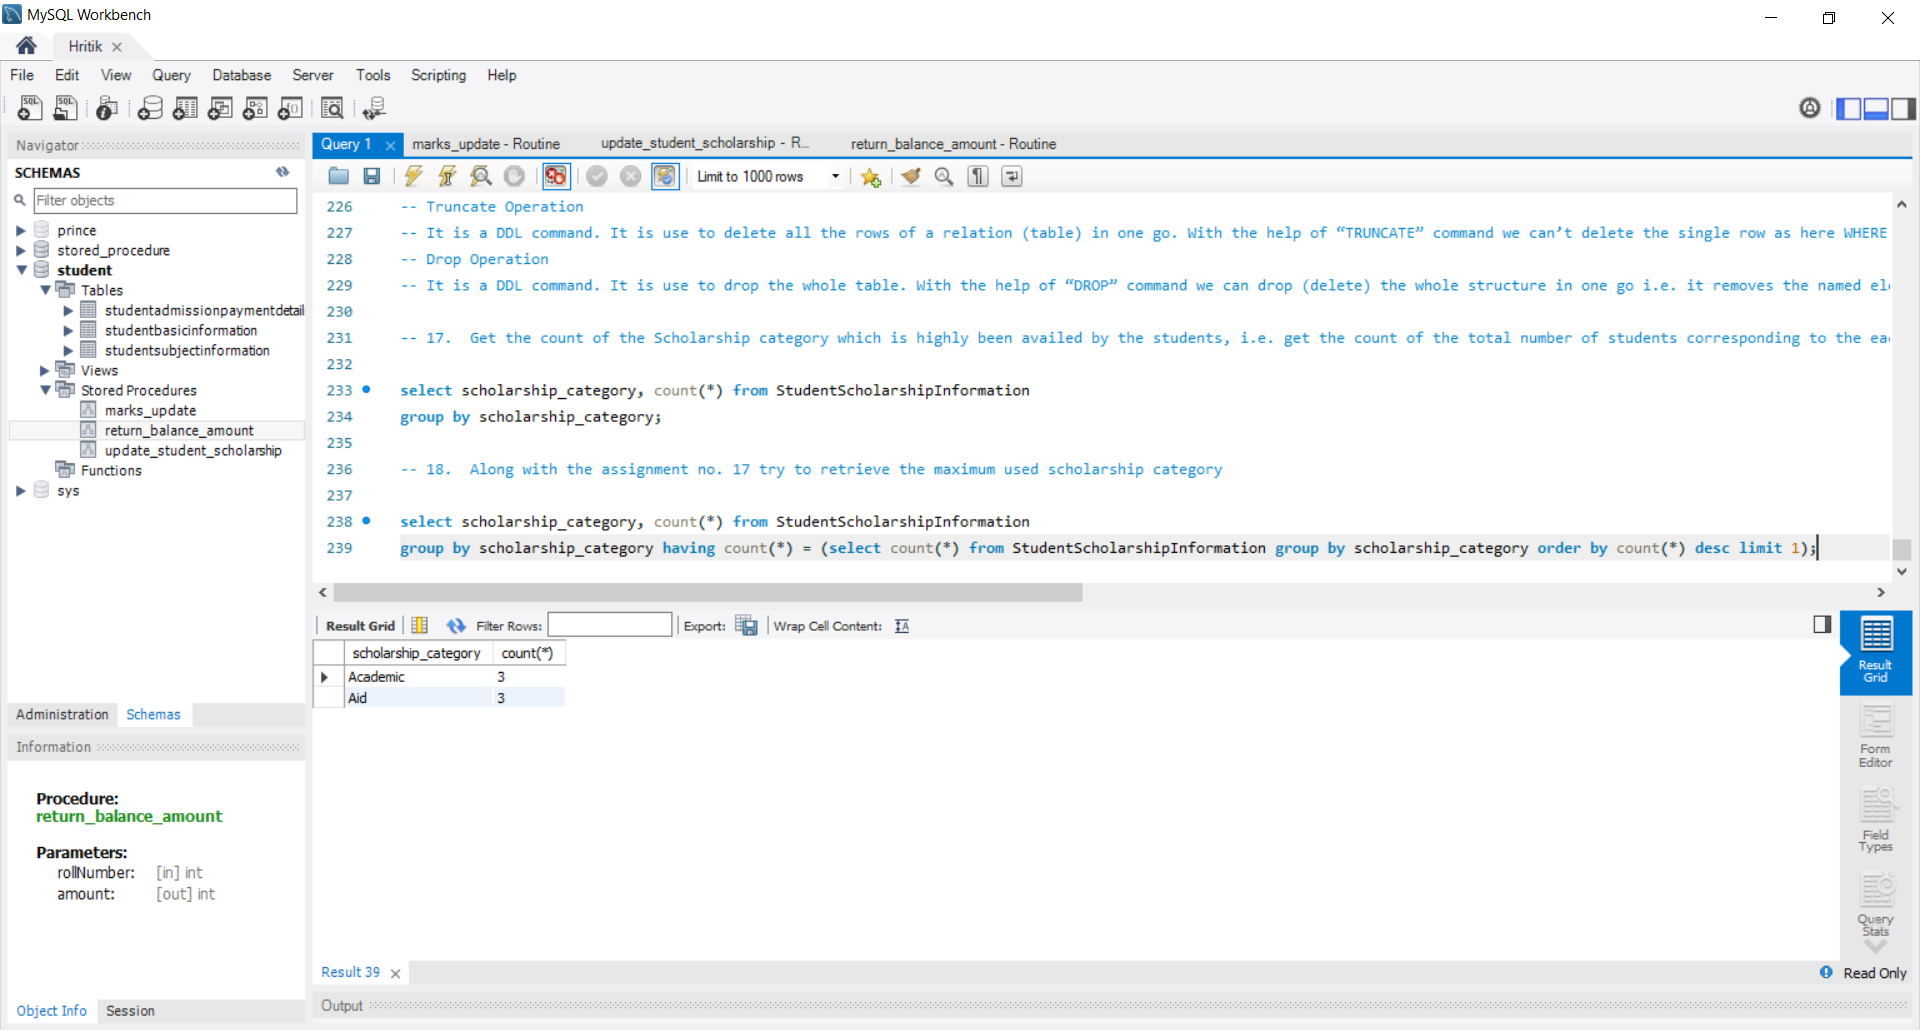 MySQL Workbench
Hritik
File Edit View Query Database Server Tools Scripting Help
Navigator
SCHEMAS
Filter objects
prince
stored_procedure
student
Tables
studentadmissionpaymentdetail
studentbasicinformation
studentsubjectinformation
Views
Stored Procedures
marks_update
return_balance_amount
update_student_scholarship
Functions
sys
Administration Schemas
Information
Procedure:
return_balance_amount
Parameters:
rollNumber: [in] int
amount: [out] int
Object Info Session
Query 1 marks_update - Routine update_student_scholarship - R... return_balance_amount - Routine
Limit to 1000 rows
226 -- Truncate Operation
227 -- It is a DDL command. It is use to delete all the rows of a relation (table) in one go. With the help of “TRUNCATE” command we can’t delete the single row as here WHERE
228 -- Drop Operation
229 -- It is a DDL command. It is use to drop the whole table. With the help of “DROP” command we can drop (delete) the whole structure in one go i.e. it removes the named el
230
231 -- 17. Get the count of the Scholarship category which is highly been availed by the students, i.e. get the count of the total number of students corresponding to the ea
232
233 select scholarship_category, count(*) from StudentScholarshipInformation
234 group by scholarship_category;
235
236 -- 18. Along with the assignment no. 17 try to retrieve the maximum used scholarship category
237
238 select scholarship_category, count(*) from StudentScholarshipInformation
239 group by scholarship_category having count(*) = (select count(*) from StudentScholarshipInformation group by scholarship_category order by count(*) desc limit 1);
Result Grid Filter Rows: Export: Wrap Cell Content:
scholarship_category count(*)
Academic 3
Aid 3
Result
Grid
Form
Editor
Field
Types
Query
Stats
Result 39
Read Only
Output